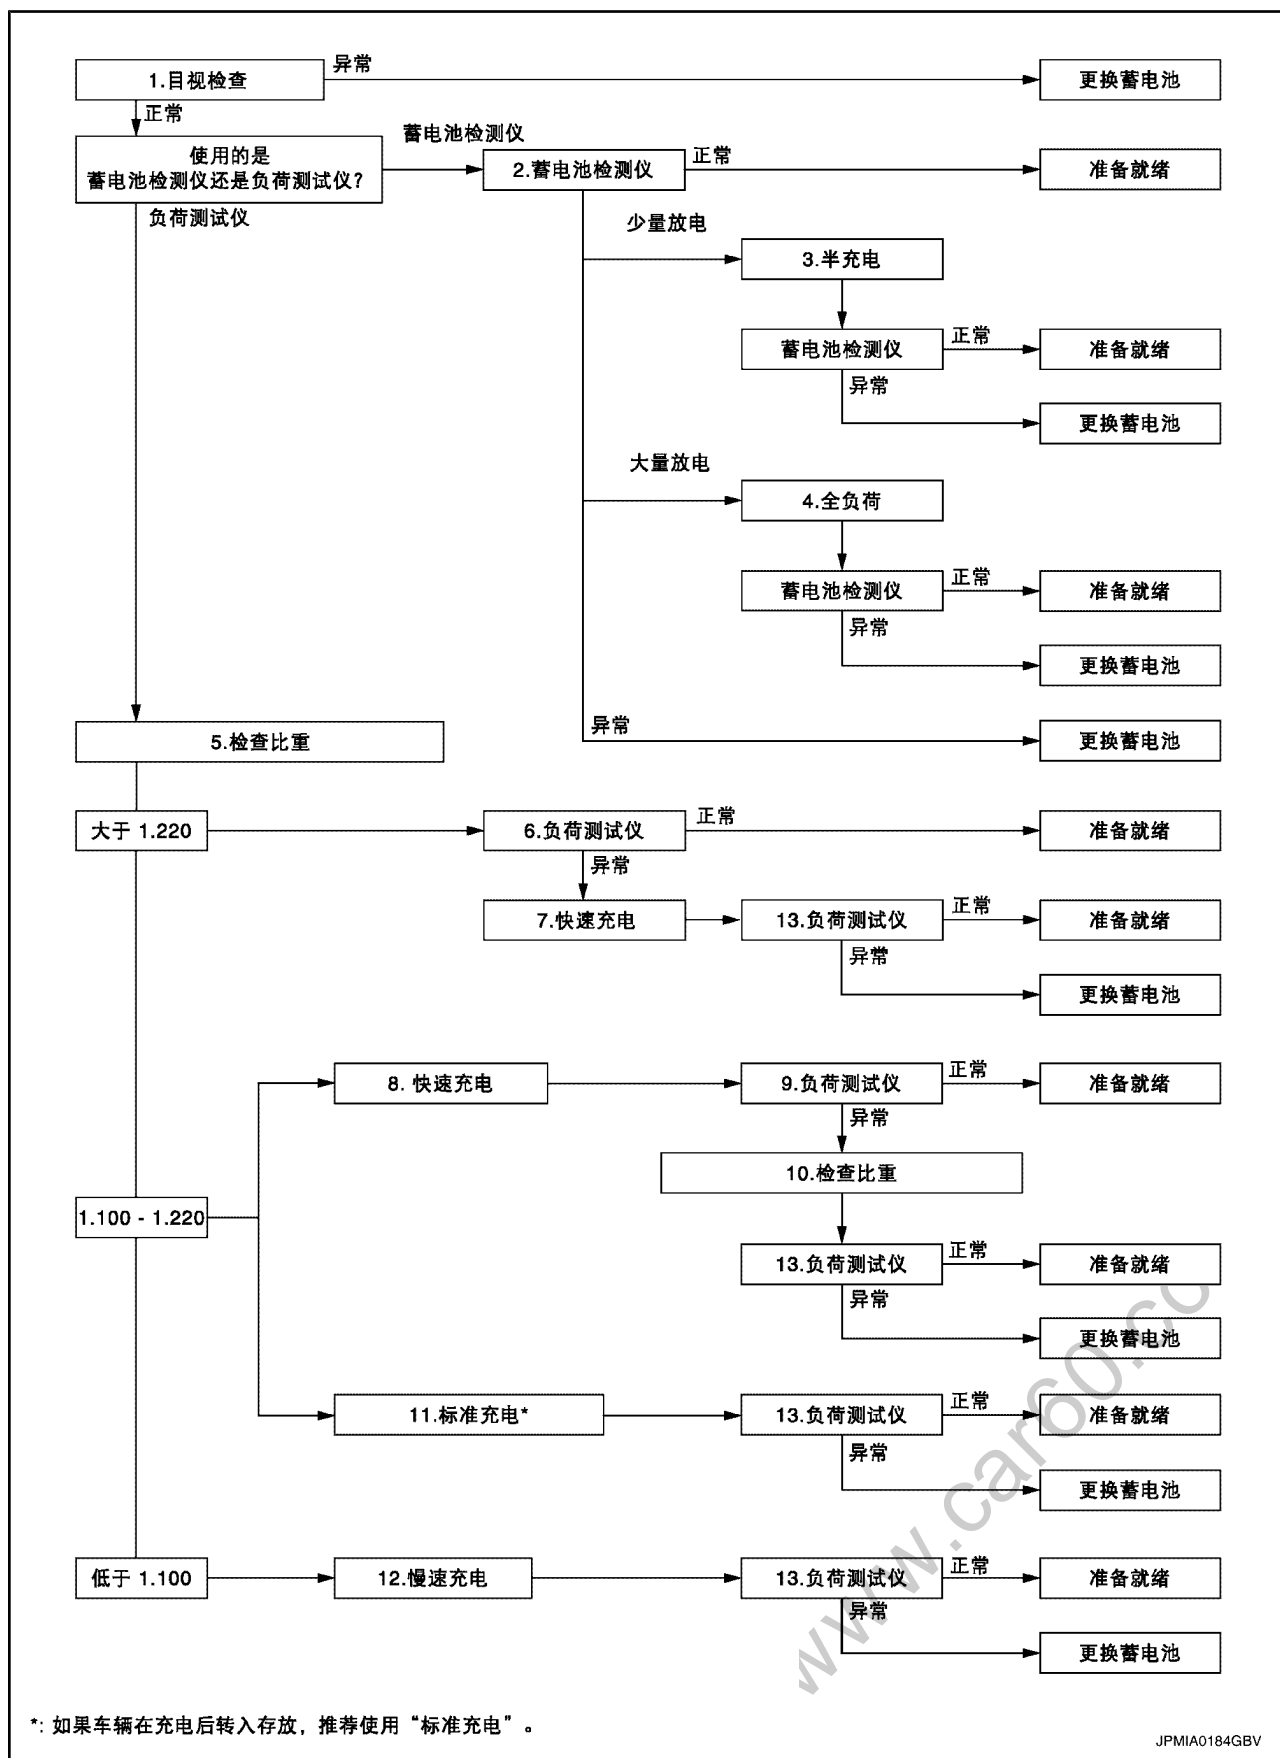 1.目视检查
异常
更换蓄电池
正常
使用的是
蓄电池检测仪还是负荷测试仪?
蓄电池检测仪
2.蓄电池检测仪
正常
准备就绪
负荷测试仪
少量放电
3.半充电
蓄电池检测仪
正常
准备就绪
异常
更换蓄电池
大量放电
4.全负荷
蓄电池检测仪
正常
准备就绪
异常
更换蓄电池
异常
更换蓄电池
5.检查比重
大于 1.220
6.负荷测试仪
正常
准备就绪
异常
7.快速充电
13.负荷测试仪
正常
准备就绪
异常
更换蓄电池
8. 快速充电
9.负荷测试仪
正常
准备就绪
异常
10.检查比重
1.100 - 1.220
13.负荷测试仪
正常
准备就绪
异常
更换蓄电池
11.标准充电*
13.负荷测试仪
正常
准备就绪
异常
更换蓄电池
低于 1.100
12.慢速充电
13.负荷测试仪
正常
准备就绪
异常
更换蓄电池
*: 如果车辆在充电后转入存放，推荐使用“标准充电”。
JPMIA0184GBV
www.car60.co